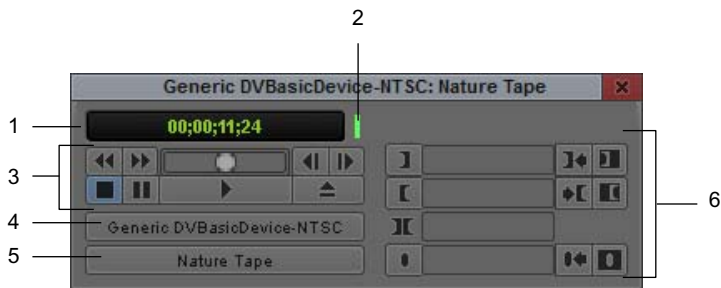 2
Generic DVBasicDevice-NTSC: Nature Tape
1
00;00;11;24
3
4
Generic DVBasicDevice-NTSC
5
Nature Tape
6